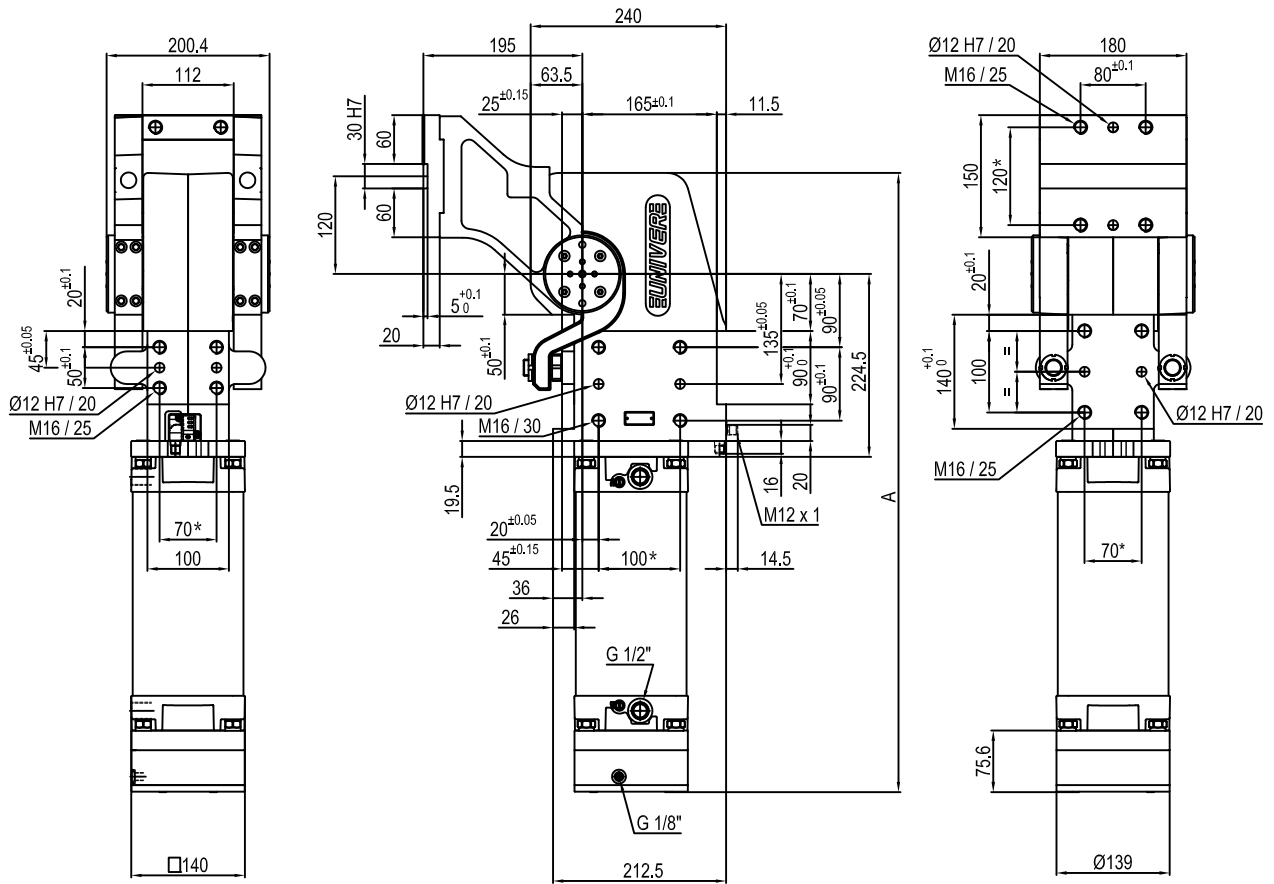 200.4
112
20±0.1
45±0.05
50±0.1
Ø12 H7 / 20
M16 / 25
70*
100
□140
240
195
63.5
25±0.15
165±0.1
11.5
30 H7
60
120
60
5 +0.1 0
20
50±0.1
EUNIVERE
70±0.1
90±0.05
135±0.05
90 +0.1 0
90±0.1
224.5
Ø12 H7 / 20
M16 / 30
19.5
16
20
M12 x 1
A
20±0.05
45±0.15
100*
14.5
36
26
G 1/2"
G 1/8"
212.5
Ø12 H7 / 20
M16 / 25
180
80±0.1
150
120*
20±0.1
140 +0.1 0
100
=
=
Ø12 H7 / 20
M16 / 25
70*
75.6
Ø139